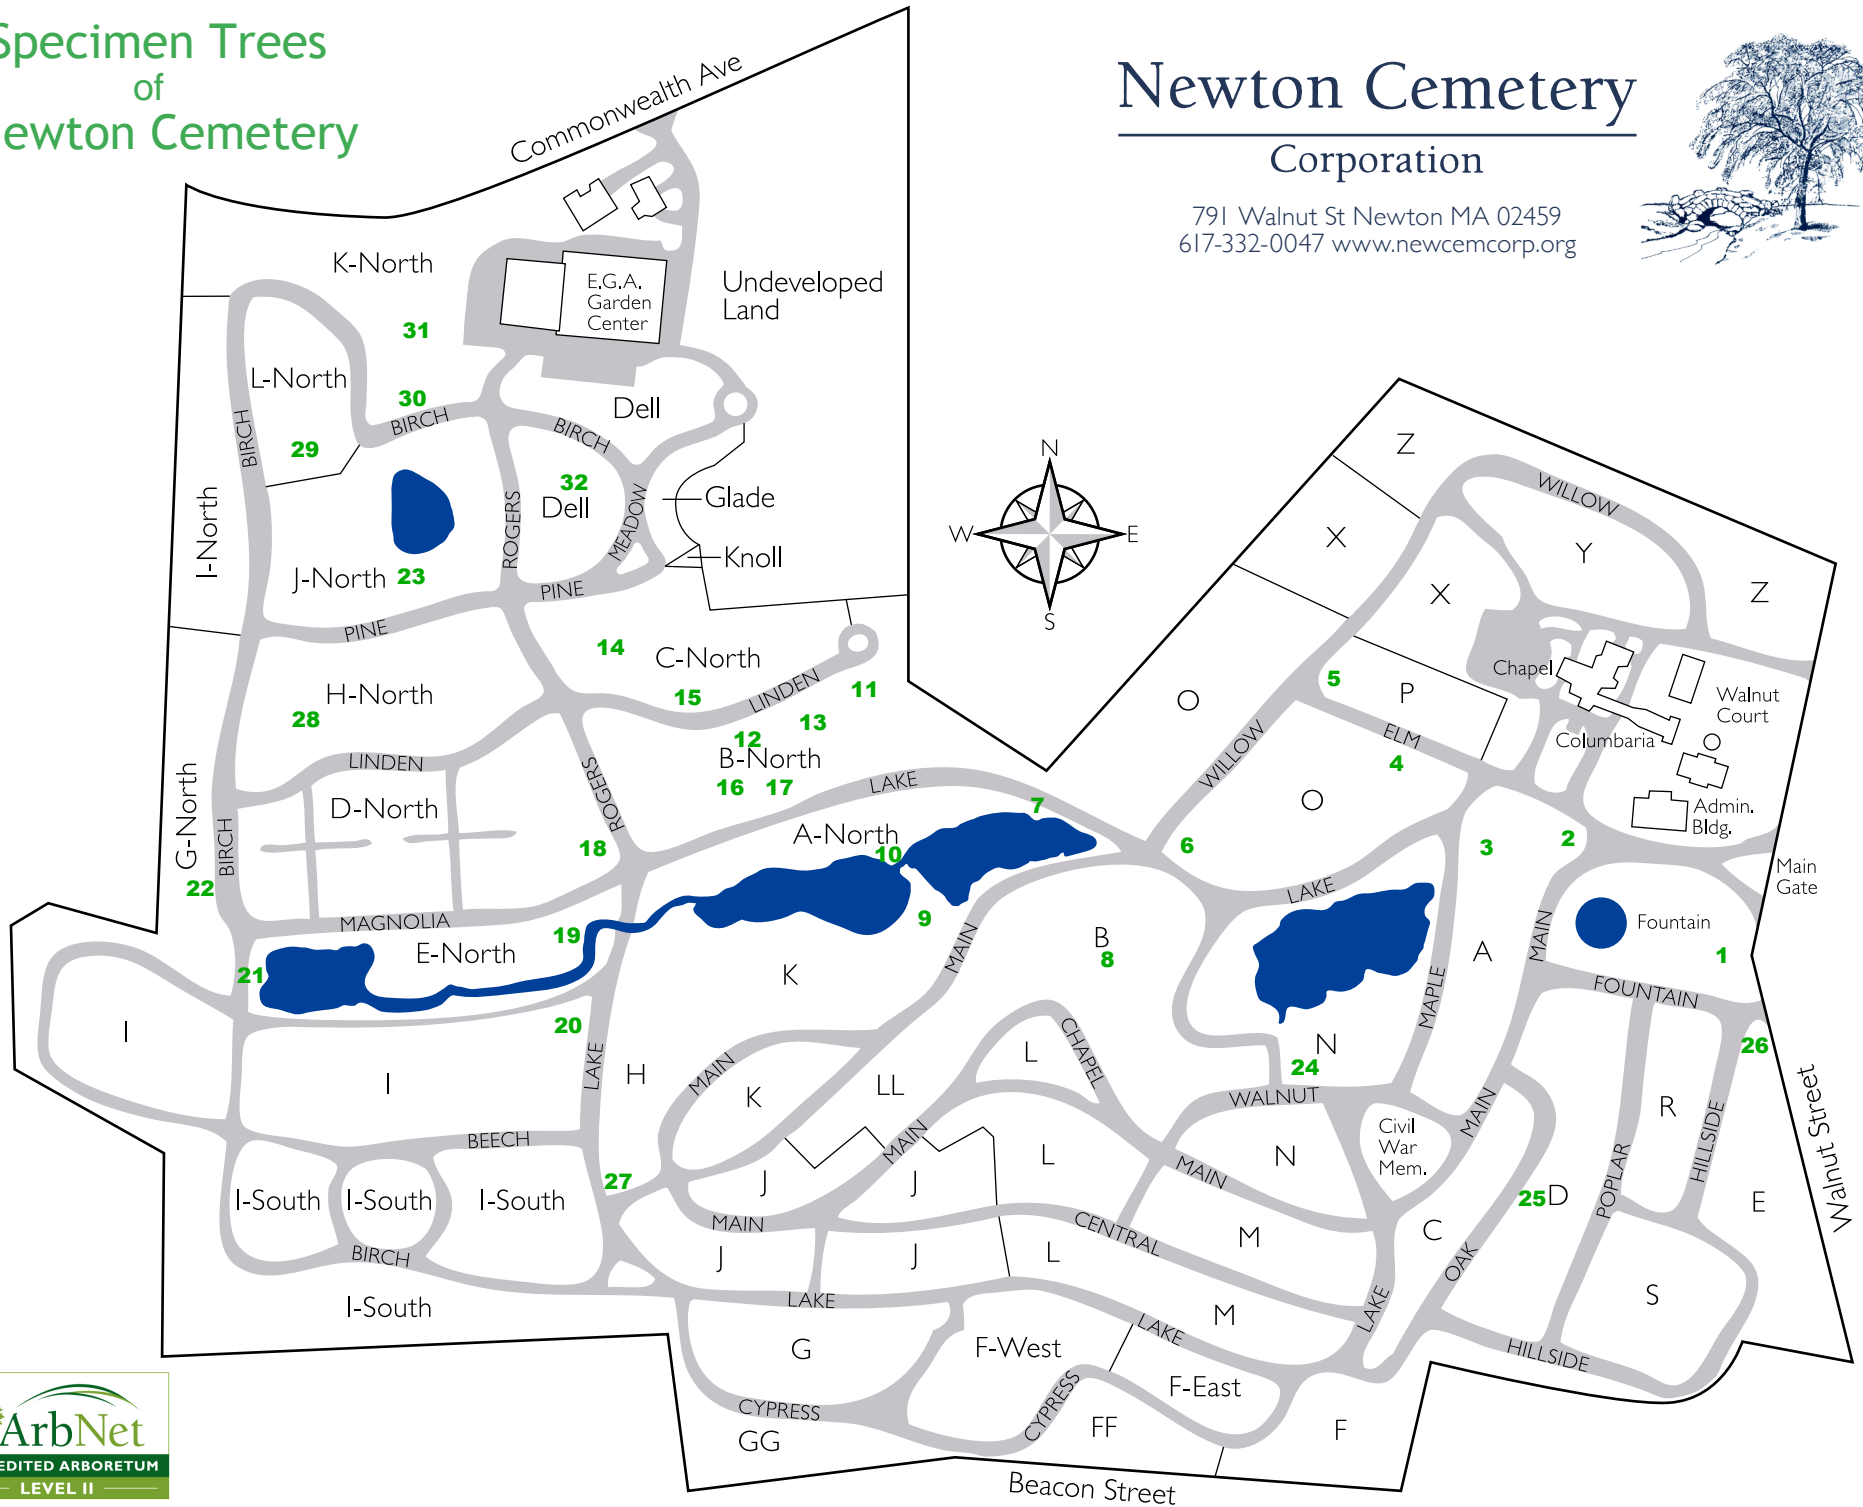 Specimen Trees
of
ewton Cemetery
Newton Cemetery
Corporation
791 Walnut St Newton MA 02459
617-332-0047 www.newcemcorp.org
Commonwealth Ave
K-North
E.G.A.
Garden
Center
Undeveloped
Land
31
L-North
30
BIRCH
Dell
BIRCH
BIRCH
29
32
Dell
ROGERS
MEADOW
Glade
Knoll
I-North
J-North
23
PINE
PINE
N
W
E
S
Z
WILLOW
X
Y
X
Z
Chapel
Walnut
Court
Columbaria
Admin.
Bldg.
Main
Gate
14
C-North
15
LINDEN
11
13
12
B-North
16
17
H-North
28
LINDEN
D-North
ROGERS
G-North
BIRCH
18
22
LAKE
A-North
10
7
O
WILLOW
5
P
ELM
4
O
6
3
2
LAKE
MAGNOLIA
E-North
19
21
9
K
MAIN
B
8
MAPLE
A
MAIN
Fountain
1
FOUNTAIN
I
20
I
LAKE
H
MAIN
K
LL
L
CHAPEL
N
24
WALNUT
26
R
Walnut Street
BEECH
MAIN
Civil
War
Mem.
MAIN
HILLSIDE
POPLAR
27
I-South
I-South
I-South
J
J
L
MAIN
N
25
D
E
MAIN
CENTRAL
M
C
OAK
BIRCH
J
J
L
I-South
LAKE
M
LAKE
LAKE
S
G
F-West
HILLSIDE
F-East
CYPRESS
CYPRESS
GG
FF
F
Beacon Street
ArbNet
EDITED ARBORETUM
LEVEL II